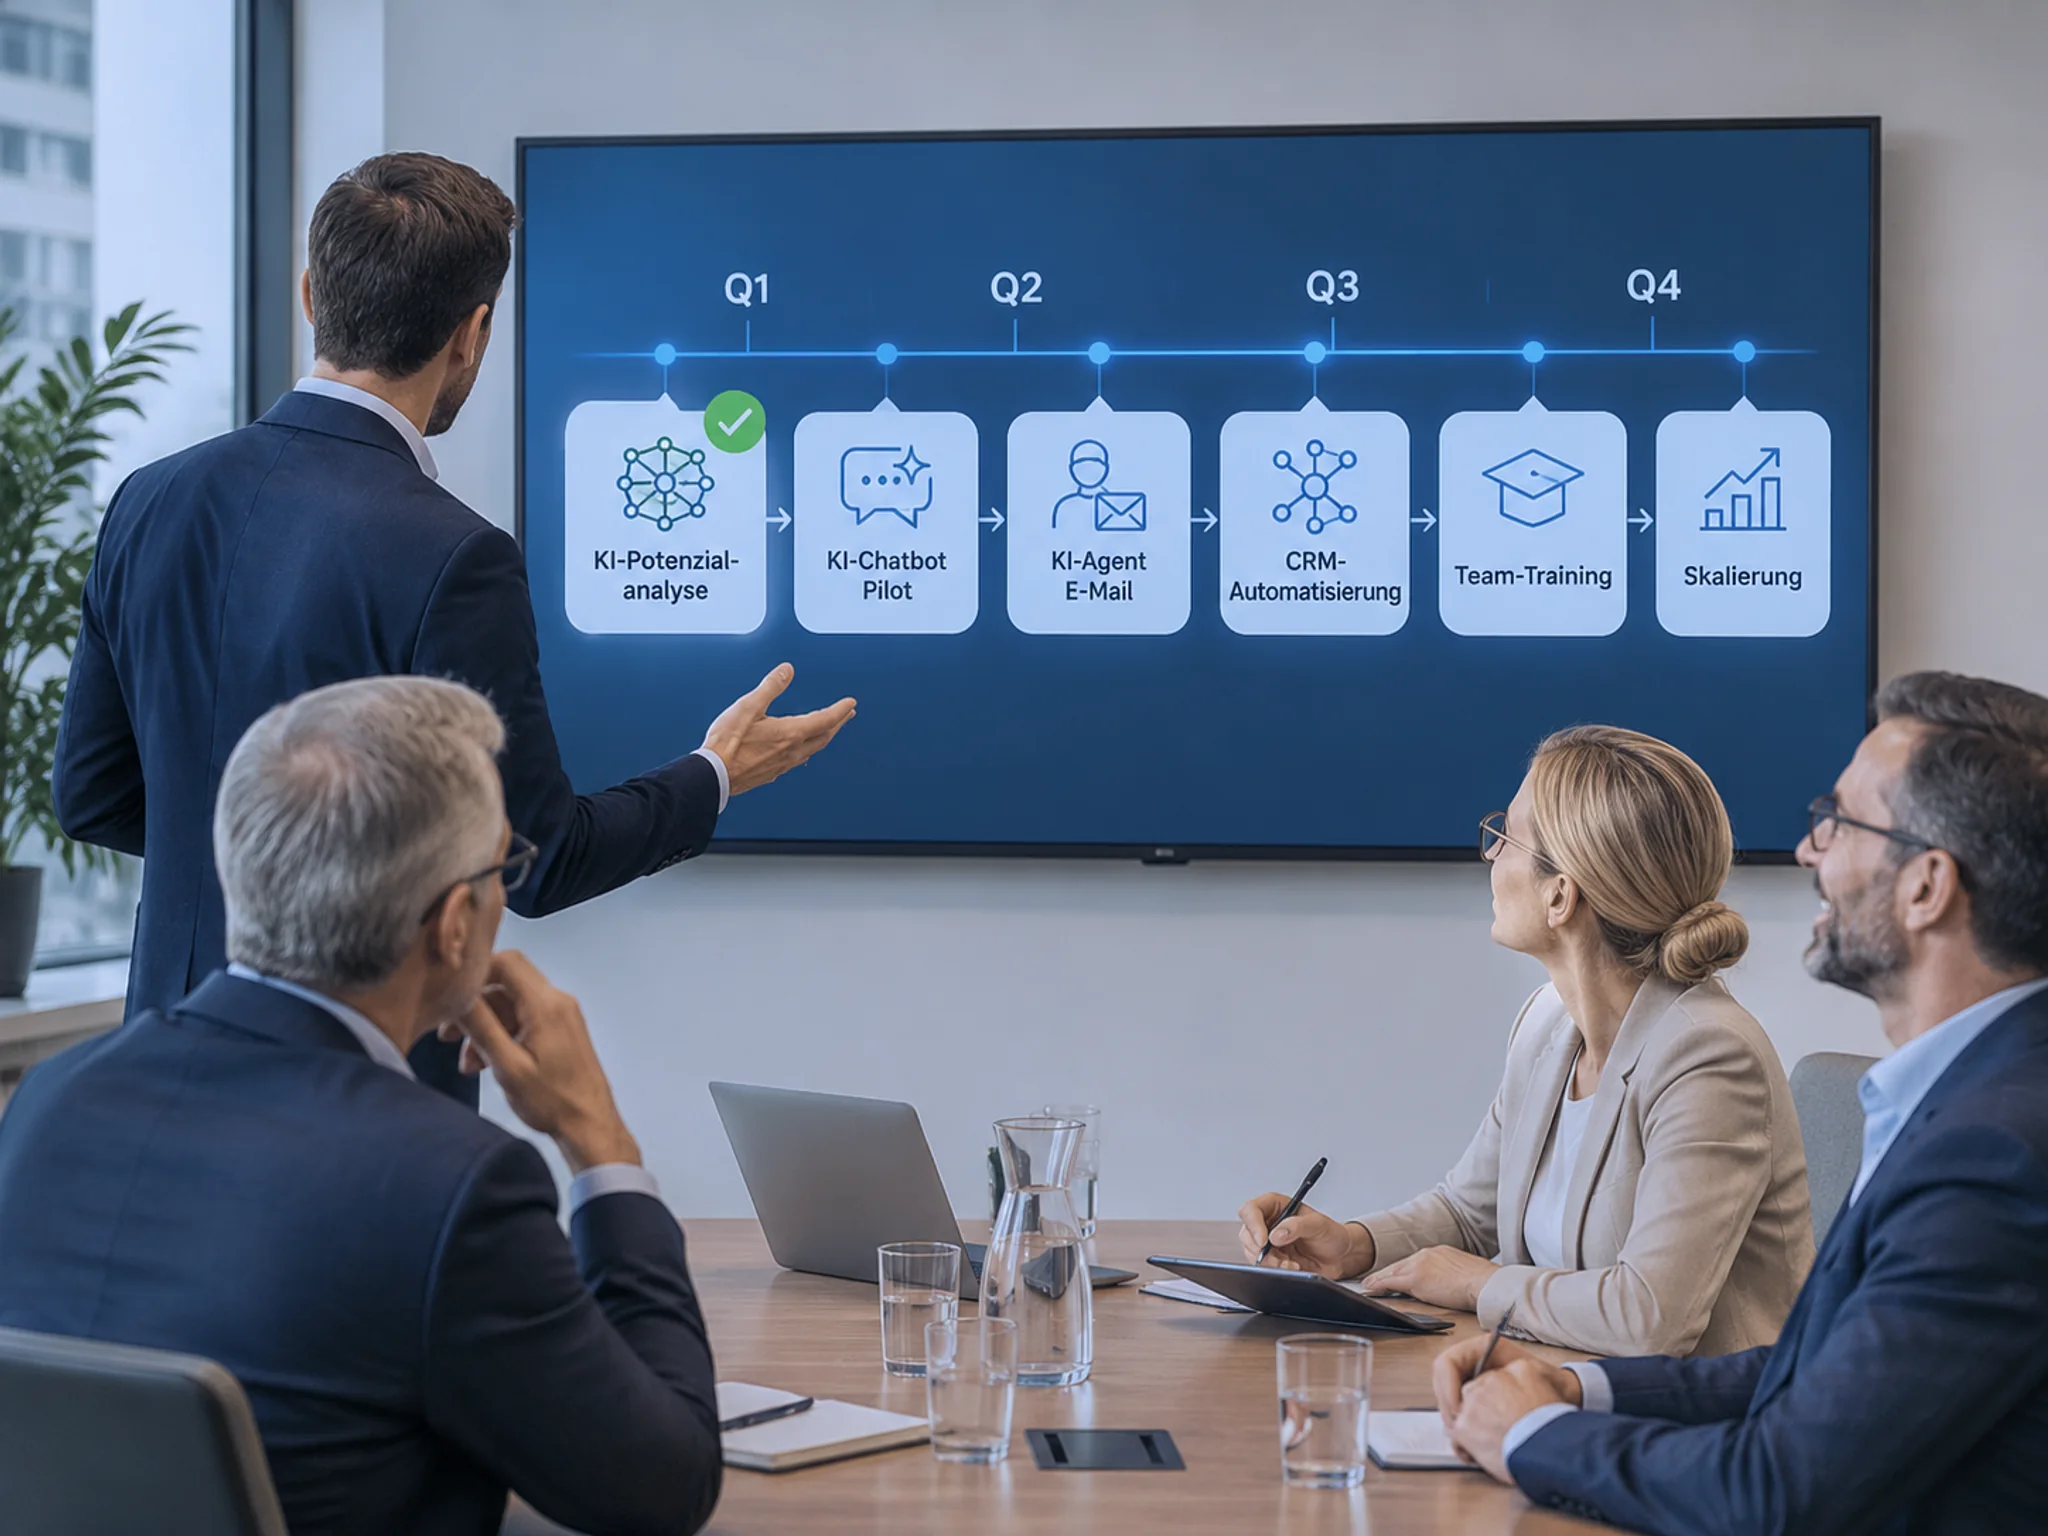 Q1
Q2
Q3
Q4
KI-Potenzial-
analyse
KI-Chatbot
Pilot
KI-Agent
E-Mail
CRM-
Automatisierung
Team-Training
Skalierung